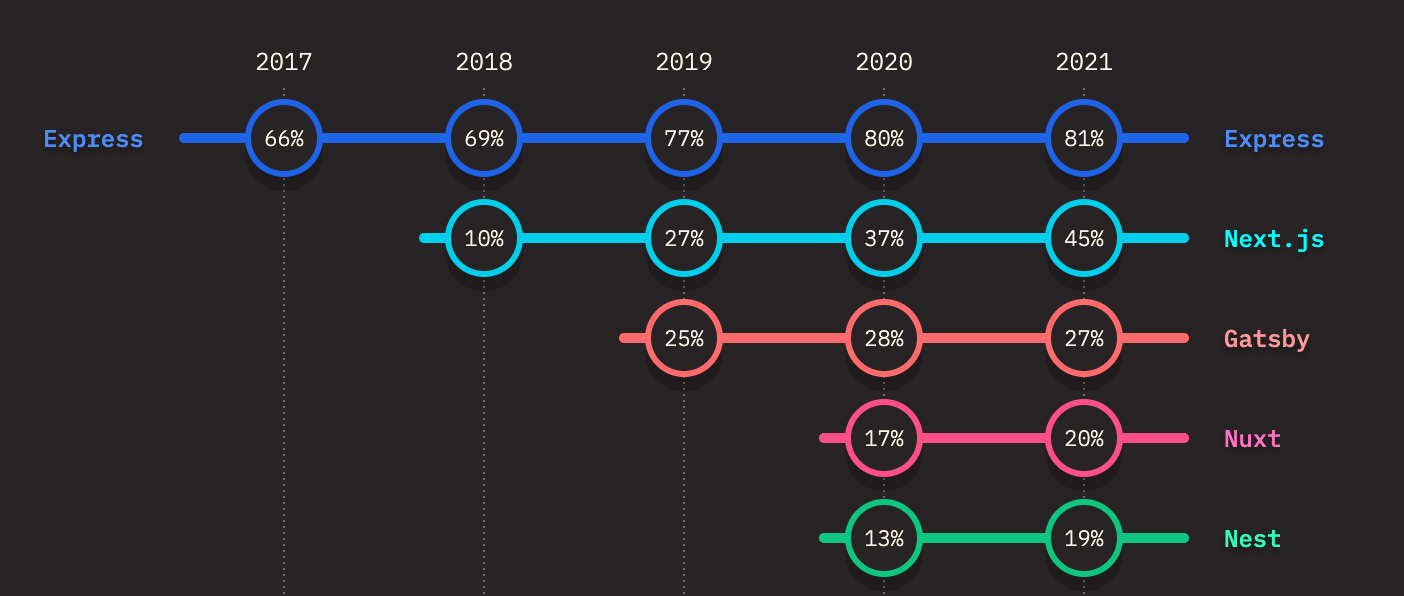 2017 2018 2019 2020 2021
Express 66% 69% 77% 80% 81% Express
10% 27% 37% 45% Next.js
25% 28% 27% Gatsby
17% 20% Nuxt
13% 19% Nest